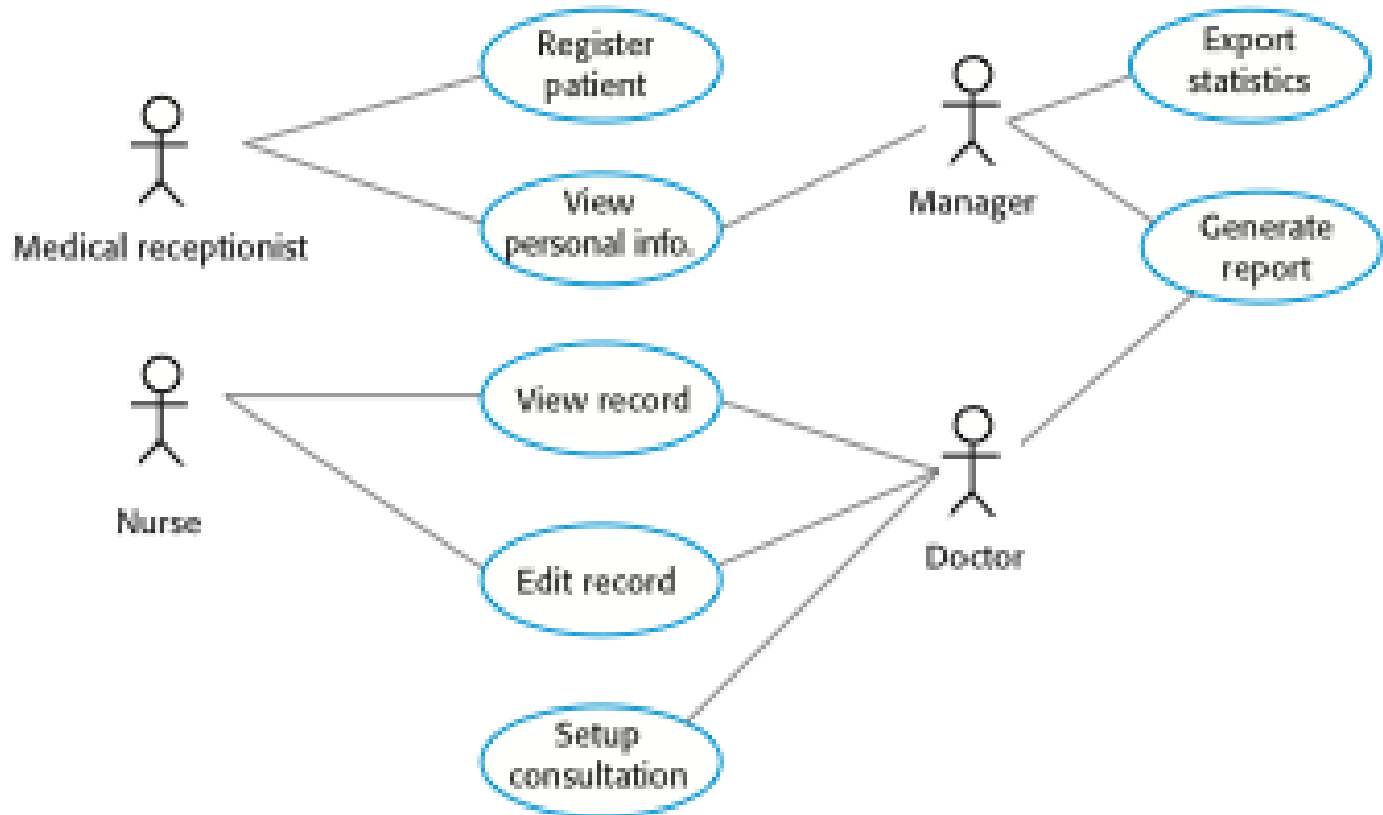 Register
patient
Export
statistics
Medical receptionist
View
personal info.
Manager
Generate
report
Nurse
View record
Edit record
Doctor
Setup
consultation